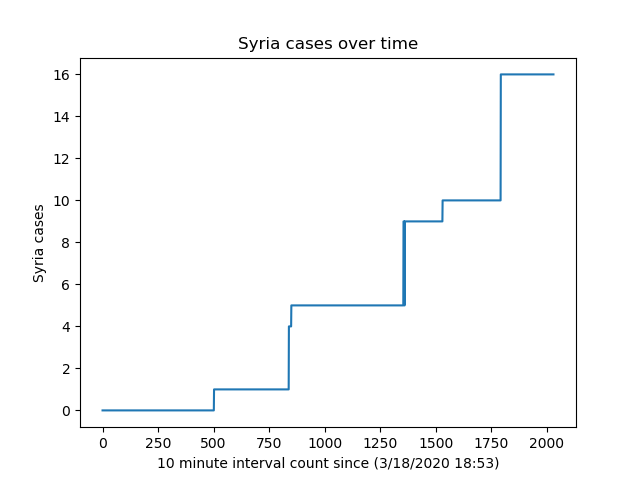 Syria cases over time
Syria cases
16
14
12
10
8
6
4
2
0
0 250 500 750 1000 1250 1500 1750 2000
10 minute interval count since (3/18/2020 18:53)